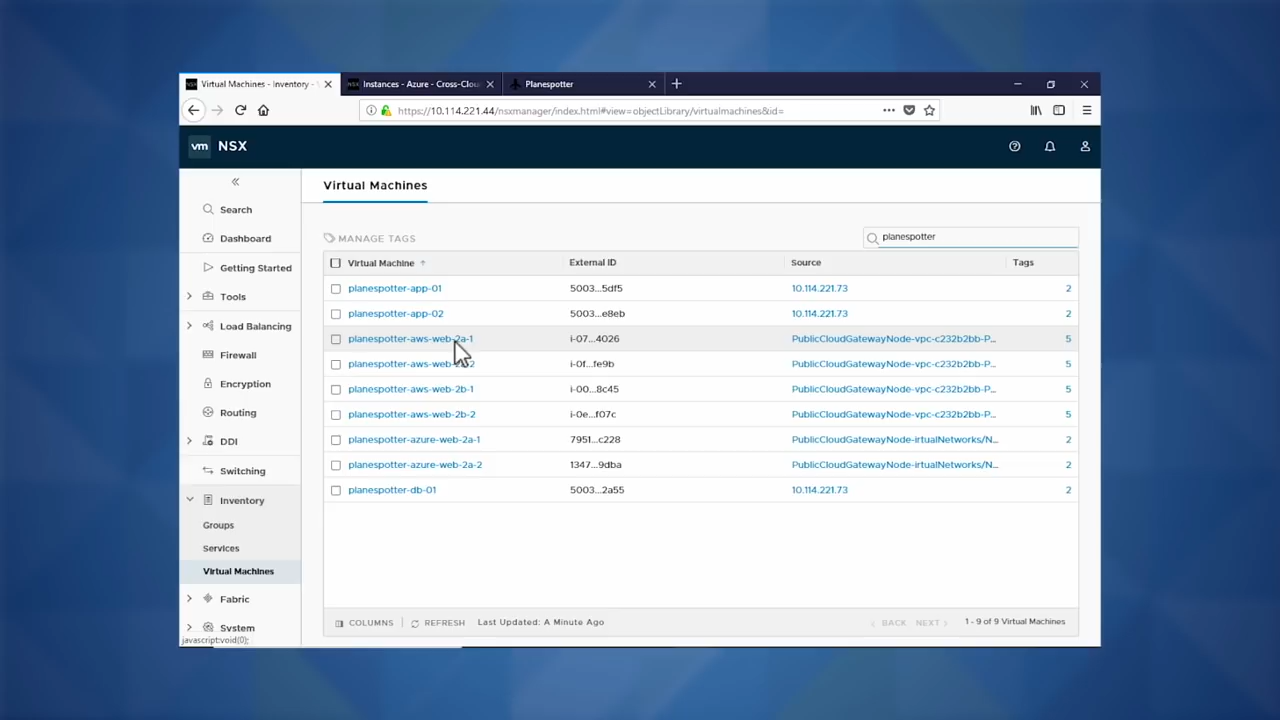 Virtual Machines - Inventory -
Instances - Azure - Cross-Clou
Planespotter
https://10.114.221.44/nsxmanager/index.html#view=objectLibrary/virtualmachines&id=
vm NSX
Search
Dashboard
Getting Started
Tools
Load Balancing
Firewall
Encryption
Routing
DDI
Switching
Inventory
Groups
Services
Virtual Machines
Fabric
System
javascript:void(0);
Virtual Machines
MANAGE TAGS
planespotter
Virtual Machine External ID Source Tags
planespotter-app-01 5003...5df5 10.114.221.73 2
planespotter-app-02 5003...e8eb 10.114.221.73 2
planespotter-aws-web-2a-1 i-07...4026 PublicCloudGatewayNode-vpc-c232b2bb-P... 5
planespotter-aws-web-2a-2 i-0f...fe9b PublicCloudGatewayNode-vpc-c232b2bb-P... 5
planespotter-aws-web-2b-1 i-00...8c45 PublicCloudGatewayNode-vpc-c232b2bb-P... 5
planespotter-aws-web-2b-2 i-0e...f07c PublicCloudGatewayNode-vpc-c232b2bb-P... 5
planespotter-azure-web-2a-1 7951...c228 PublicCloudGatewayNode-irtualNetworks/N... 2
planespotter-azure-web-2a-2 1347...9dba PublicCloudGatewayNode-irtualNetworks/N... 2
planespotter-db-01 5003...2a55 10.114.221.73 2
COLUMNS REFRESH Last Updated: A Minute Ago BACK NEXT 1 - 9 of 9 Virtual Machines